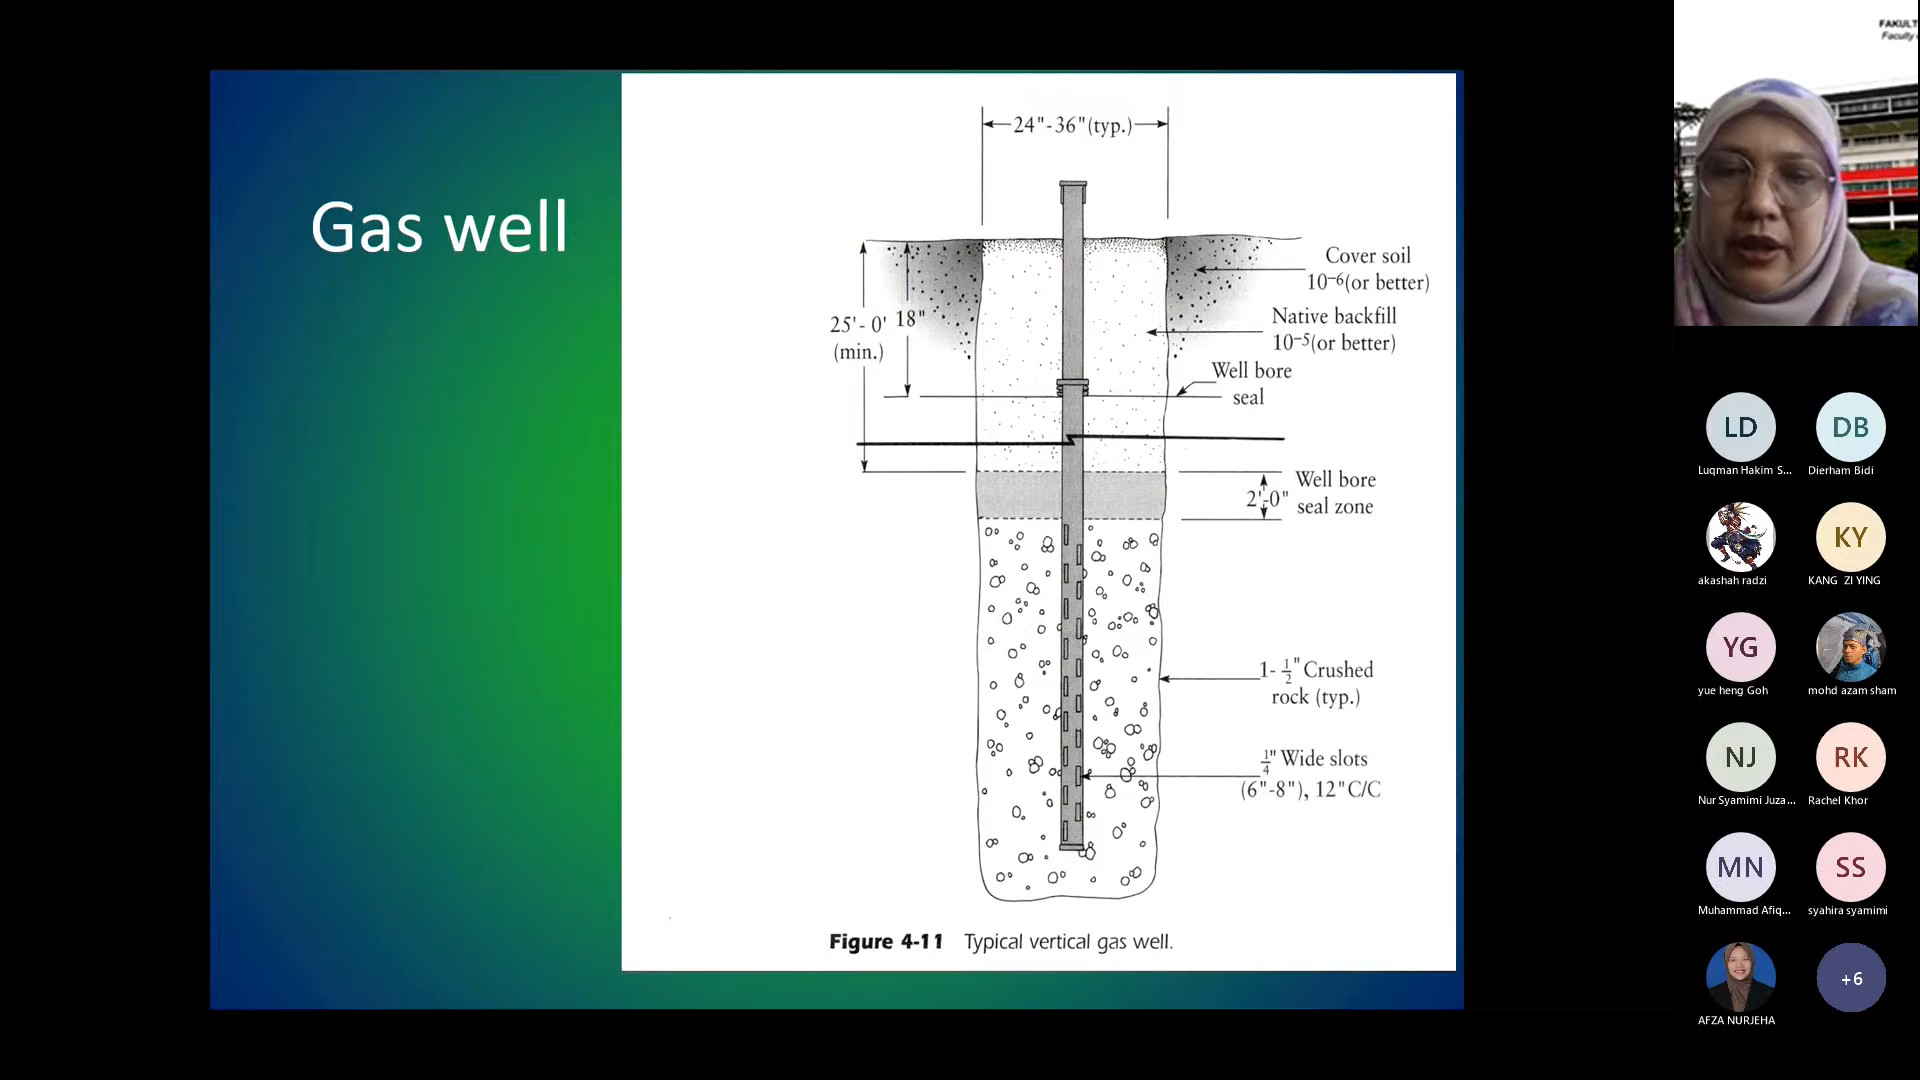 Gas well
24"-36"(typ.)
25'- 0'
(min.)
18"
Cover soil
10–6(or better)
Native backfill
10–5(or better)
Well bore
seal
2'-0"
Well bore
seal zone
1- 1/2" Crushed
rock (typ.)
1/4" Wide slots
(6"-8"), 12"C/C
Figure 4-11 Typical vertical gas well.
FAKULT
Faculty
LD
DB
Luqman Hakim S...
Dierham Bidi
KY
akashah radzi
KANG ZI YING
YG
yue heng Goh
mohd azam sham
NJ
RK
Nur Syamimi Juza...
Rachel Khor
MN
SS
Muhammad Afiq...
syahira syamimi
+6
AFZA NURJEHA